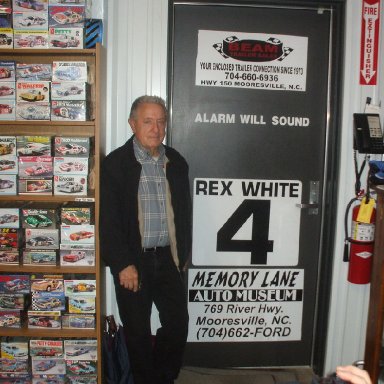 BEAM
YOUR ENCLOSED TRAILER CONNECTION SINCE 1973
704-660-6936
HWY 150 MOORESVILLE, N.C.
ALARM WILL SOUND
REX WHITE
4
MEMORY LANE
AUTO MUSEUM
769 River Hwy.
Mooresville, NC.
(704)662-FORD
FIRE
EXTINGUISHER
PETTY